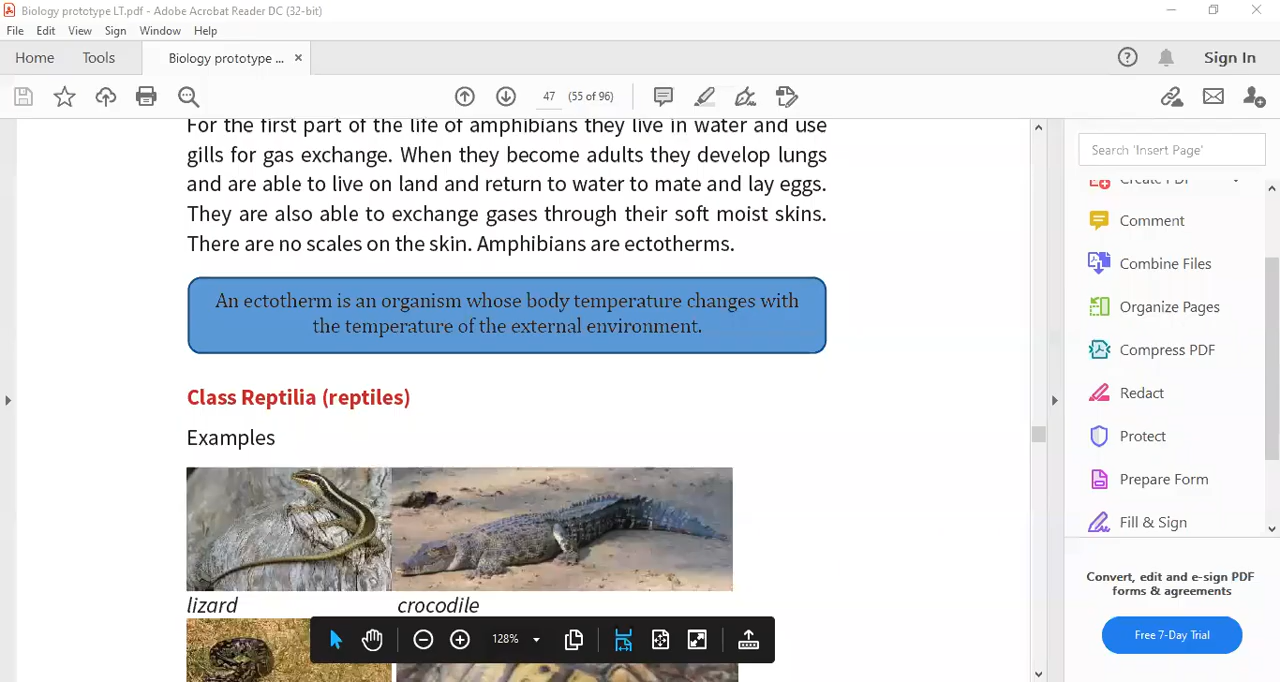 Biology prototype LT.pdf - Adobe Acrobat Reader DC (32-bit)
File Edit View Sign Window Help
Home Tools Biology prototype ... × Sign In
47 (55 of 96)
For the first part of the life of amphibians they live in water and use
gills for gas exchange. When they become adults they develop lungs
and are able to live on land and return to water to mate and lay eggs.
They are also able to exchange gases through their soft moist skins.
There are no scales on the skin. Amphibians are ectotherms.
An ectotherm is an organism whose body temperature changes with
the temperature of the external environment.
Class Reptilia (reptiles)
Examples
lizard crocodile
128%
Search 'Insert Page'
Create PDF
Comment
Combine Files
Organize Pages
Compress PDF
Redact
Protect
Prepare Form
Fill & Sign
Convert, edit and e-sign PDF
forms & agreements
Free 7-Day Trial